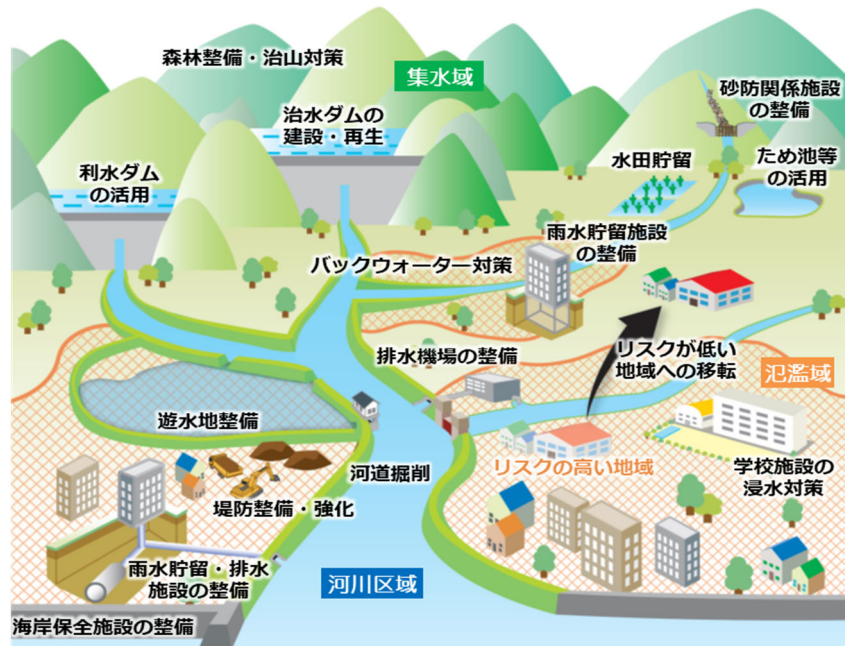 森林整備・治山対策
集水域
砂防関係施設
の整備
治水ダムの
建設・再生
水田貯留
ため池等
の活用
利水ダム
の活用
雨水貯留施設
の整備
バックウォーター対策
排水機場の整備
リスクが低い
地域への移転
氾濫域
遊水地整備
河道掘削
リスクの高い地域
学校施設の
浸水対策
堤防整備・強化
雨水貯留・排水
施設の整備
河川区域
海岸保全施設の整備